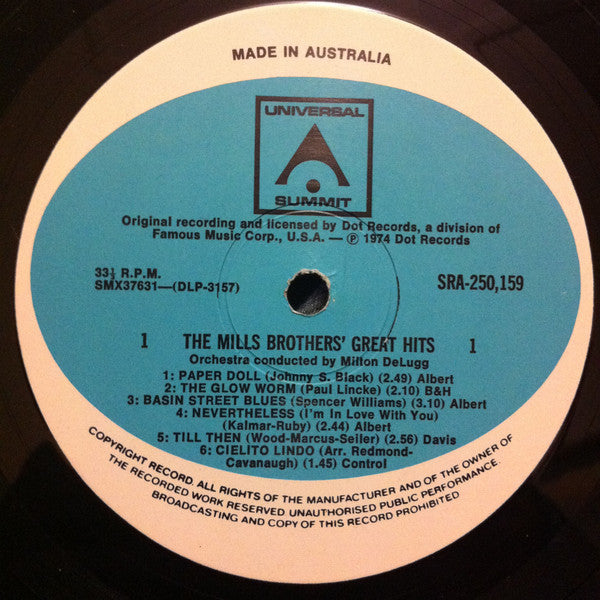 MADE IN AUSTRALIA
UNIVERSAL
SUMMIT
Original recording and licensed by Dot Records, a division of
Famous Music Corp., U.S.A. — ℗ 1974 Dot Records
33⅓ R.P.M.
SMX37631—(DLP-3157)
SRA-250,159
1 THE MILLS BROTHERS' GREAT HITS 1
Orchestra conducted by Milton DeLugg
1: PAPER DOLL (Johnny S. Black) (2.49) Albert
2: THE GLOW WORM (Paul Lincke) (2.10) B&H
3: BASIN STREET BLUES (Spencer Williams) (3.10) Albert
4: NEVERTHELESS (I'm In Love With You)
(Kalmar-Ruby) (2.44) Albert
5: TILL THEN (Wood-Marcus-Seiler) (2.56) Davis
6: CIELITO LINDO (Arr. Redmond-
Cavanaugh) (1.45) Control
COPYRIGHT RECORD. ALL RIGHTS OF THE MANUFACTURER AND OF THE OWNER OF
THE RECORDED WORK RESERVED UNAUTHORISED PUBLIC PERFORMANCE.
BROADCASTING AND COPY OF THIS RECORD PROHIBITED